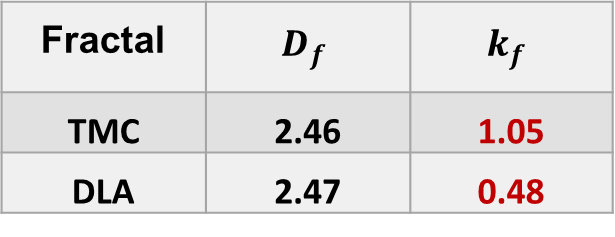 Fractal D_f k_f
TMC 2.46 1.05
DLA 2.47 0.48